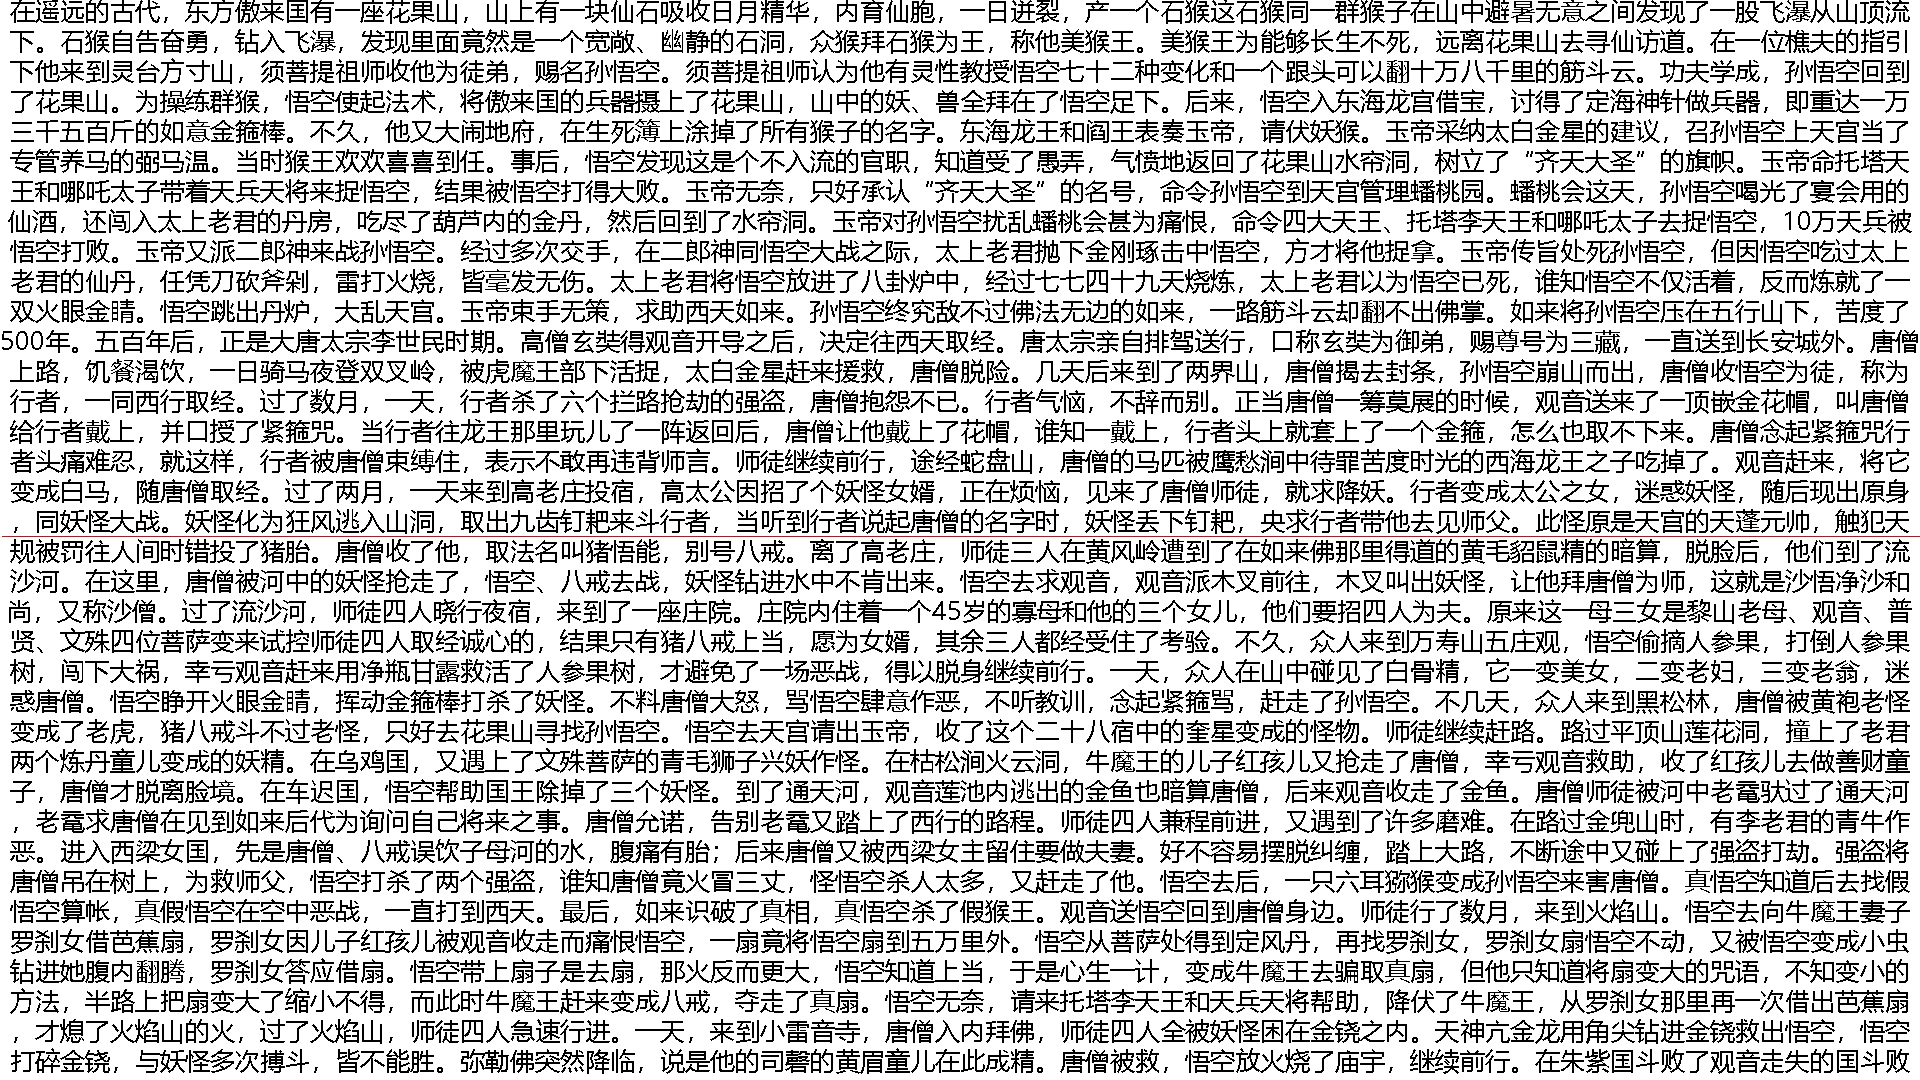 在遥远的古代，东方傲来国有一座花果山，山上有一块仙石吸收日月精华，内育仙胞，一日迸裂，产一个石猴这石猴同一群猴子在山中避暑无意之间发现了一股飞瀑从山顶流
下。石猴自告奋勇，钻入飞瀑，发现里面竟然是一个宽敞、幽静的石洞，众猴拜石猴为王，称他美猴王。美猴王为能够长生不死，远离花果山去寻仙访道。在一位樵夫的指引
下他来到灵台方寸山，须菩提祖师收他为徒弟，赐名孙悟空。须菩提祖师认为他有灵性教授悟空七十二种变化和一个跟头可以翻十万八千里的筋斗云。功夫学成，孙悟空回到
了花果山。为操练群猴，悟空使起法术，将傲来国的兵器摄上了花果山，山中的妖、兽全拜在了悟空足下。后来，悟空入东海龙宫借宝，讨得了定海神针做兵器，即重达一万
三千五百斤的如意金箍棒。不久，他又大闹地府，在生死簿上涂掉了所有猴子的名字。东海龙王和阎王表奏玉帝，请伏妖猴。玉帝采纳太白金星的建议，召孙悟空上天宫当了
专管养马的弼马温。当时猴王欢欢喜喜到任。事后，悟空发现这是个不入流的官职，知道受了愚弄，气愤地返回了花果山水帘洞，树立了“齐天大圣”的旗帜。玉帝命托塔天
王和哪吒太子带着天兵天将来捉悟空，结果被悟空打得大败。玉帝无奈，只好承认“齐天大圣”的名号，命令孙悟空到天宫管理蟠桃园。蟠桃会这天，孙悟空喝光了宴会用的
仙酒，还闯入太上老君的丹房，吃尽了葫芦内的金丹，然后回到了水帘洞。玉帝对孙悟空扰乱蟠桃会甚为痛恨，命令四大天王、托塔李天王和哪吒太子去捉悟空，10万天兵被
悟空打败。玉帝又派二郎神来战孙悟空。经过多次交手，在二郎神同悟空大战之际，太上老君抛下金刚琢击中悟空，方才将他捉拿。玉帝传旨处死孙悟空，但因悟空吃过太上
老君的仙丹，任凭刀砍斧剁，雷打火烧，皆毫发无伤。太上老君将悟空放进了八卦炉中，经过七七四十九天烧炼，太上老君以为悟空已死，谁知悟空不仅活着，反而炼就了一
双火眼金睛。悟空跳出丹炉，大乱天宫。玉帝束手无策，求助西天如来。孙悟空终究敌不过佛法无边的如来，一路筋斗云却翻不出佛掌。如来将孙悟空压在五行山下，苦度了
500年。五百年后，正是大唐太宗李世民时期。高僧玄奘得观音开导之后，决定往西天取经。唐太宗亲自排驾送行，口称玄奘为御弟，赐尊号为三藏，一直送到长安城外。唐僧
上路，饥餐渴饮，一日骑马夜登双叉岭，被虎魔王部下活捉，太白金星赶来援救，唐僧脱险。几天后来到了两界山，唐僧揭去封条，孙悟空崩山而出，唐僧收悟空为徒，称为
行者，一同西行取经。过了数月，一天，行者杀了六个拦路抢劫的强盗，唐僧抱怨不已。行者气恼，不辞而别。正当唐僧一筹莫展的时候，观音送来了一顶嵌金花帽，叫唐僧
给行者戴上，并口授了紧箍咒。当行者往龙王那里玩儿了一阵返回后，唐僧让他戴上了花帽，谁知一戴上，行者头上就套上了一个金箍，怎么也取不下来。唐僧念起紧箍咒行
者头痛难忍，就这样，行者被唐僧束缚住，表示不敢再违背师言。师徒继续前行，途经蛇盘山，唐僧的马匹被鹰愁涧中待罪苦度时光的西海龙王之子吃掉了。观音赶来，将它
变成白马，随唐僧取经。过了两月，一天来到高老庄投宿，高太公因招了个妖怪女婿，正在烦恼，见来了唐僧师徒，就求降妖。行者变成太公之女，迷惑妖怪，随后现出原身
，同妖怪大战。妖怪化为狂风逃入山洞，取出九齿钉耙来斗行者，当听到行者说起唐僧的名字时，妖怪丢下钉耙，央求行者带他去见师父。此怪原是天宫的天蓬元帅，触犯天
规被罚往人间时错投了猪胎。唐僧收了他，取法名叫猪悟能，别号八戒。离了高老庄，师徒三人在黄风岭遭到了在如来佛那里得道的黄毛貂鼠精的暗算，脱脸后，他们到了流
沙河。在这里，唐僧被河中的妖怪抢走了，悟空、八戒去战，妖怪钻进水中不肯出来。悟空去求观音，观音派木叉前往，木叉叫出妖怪，让他拜唐僧为师，这就是沙悟净沙和
尚，又称沙僧。过了流沙河，师徒四人晓行夜宿，来到了一座庄院。庄院内住着一个45岁的寡母和他的三个女儿，他们要招四人为夫。原来这一母三女是黎山老母、观音、普
贤、文殊四位菩萨变来试控师徒四人取经诚心的，结果只有猪八戒上当，愿为女婿，其余三人都经受住了考验。不久，众人来到万寿山五庄观，悟空偷摘人参果，打倒人参果
树，闯下大祸，幸亏观音赶来用净瓶甘露救活了人参果树，才避免了一场恶战，得以脱身继续前行。一天，众人在山中碰见了白骨精，它一变美女，二变老妇，三变老翁，迷
惑唐僧。悟空睁开火眼金睛，挥动金箍棒打杀了妖怪。不料唐僧大怒，骂悟空肆意作恶，不听教训，念起紧箍骂，赶走了孙悟空。不几天，众人来到黑松林，唐僧被黄袍老怪
变成了老虎，猪八戒斗不过老怪，只好去花果山寻找孙悟空。悟空去天宫请出玉帝，收了这个二十八宿中的奎星变成的怪物。师徒继续赶路。路过平顶山莲花洞，撞上了老君
两个炼丹童儿变成的妖精。在乌鸡国，又遇上了文殊菩萨的青毛狮子兴妖作怪。在枯松涧火云洞，牛魔王的儿子红孩儿又抢走了唐僧，幸亏观音救助，收了红孩儿去做善财童
子，唐僧才脱离脸境。在车迟国，悟空帮助国王除掉了三个妖怪。到了通天河，观音莲池内逃出的金鱼也暗算唐僧，后来观音收走了金鱼。唐僧师徒被河中老鼋驮过了通天河
，老鼋求唐僧在见到如来后代为询问自己将来之事。唐僧允诺，告别老鼋又踏上了西行的路程。师徒四人兼程前进，又遇到了许多磨难。在路过金兜山时，有李老君的青牛作
恶。进入西梁女国，先是唐僧、八戒误饮子母河的水，腹痛有胎；后来唐僧又被西梁女主留住要做夫妻。好不容易摆脱纠缠，踏上大路，不断途中又碰上了强盗打劫。强盗将
唐僧吊在树上，为救师父，悟空打杀了两个强盗，谁知唐僧竟火冒三丈，怪悟空杀人太多，又赶走了他。悟空去后，一只六耳猕猴变成孙悟空来害唐僧。真悟空知道后去找假
悟空算帐，真假悟空在空中恶战，一直打到西天。最后，如来识破了真相，真悟空杀了假猴王。观音送悟空回到唐僧身边。师徒行了数月，来到火焰山。悟空去向牛魔王妻子
罗刹女借芭蕉扇，罗刹女因儿子红孩儿被观音收走而痛恨悟空，一扇竟将悟空扇到五万里外。悟空从菩萨处得到定风丹，再找罗刹女，罗刹女扇悟空不动，又被悟空变成小虫
钻进她腹内翻腾，罗刹女答应借扇。悟空带上扇子是去扇，那火反而更大，悟空知道上当，于是心生一计，变成牛魔王去骗取真扇，但他只知道将扇变大的咒语，不知变小的
方法，半路上把扇变大了缩小不得，而此时牛魔王赶来变成八戒，夺走了真扇。悟空无奈，请来托塔李天王和天兵天将帮助，降伏了牛魔王，从罗刹女那里再一次借出芭蕉扇
，才熄了火焰山的火，过了火焰山，师徒四人急速行进。一天，来到小雷音寺，唐僧入内拜佛，师徒四人全被妖怪困在金铙之内。天神亢金龙用角尖钻进金铙救出悟空，悟空
打碎金铙，与妖怪多次搏斗，皆不能胜。弥勒佛突然降临，说是他的司磬的黄眉童儿在此成精。唐僧被救，悟空放火烧了庙宇，继续前行。在朱紫国斗败了观音走失的国斗败